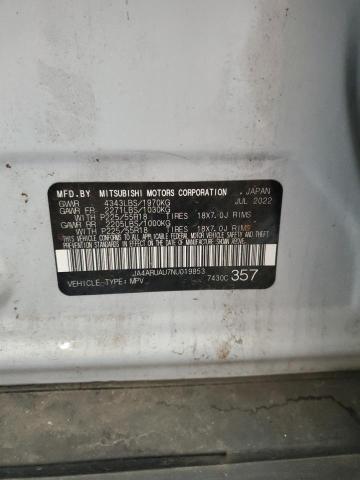 MFD.BY MITSUBISHI MOTORS CORPORATION JAPAN
GVWR 4343LBS/1970KG JUL 2022
GAWR FR 2271LBS/1030KG
WITH P225/55R18 TIRES 18X7.0J RIMS
GAWR RR 2205LBS/1000KG
WITH P225/55R18 TIRES 18X7.0J RIMS
THIS VEHICLE CONFORMS TO ALL APPLICABLE
FEDERAL MOTOR VEHICLE SAFETY, BUMPER, AND
THEFT PREVENTION STANDARDS IN EFFECT ON
THE DATE OF MANUFACTURE SHOWN ABOVE.
JA4ARUAU7NU019853
VEHICLE-TYPE: MPV 7430C 357